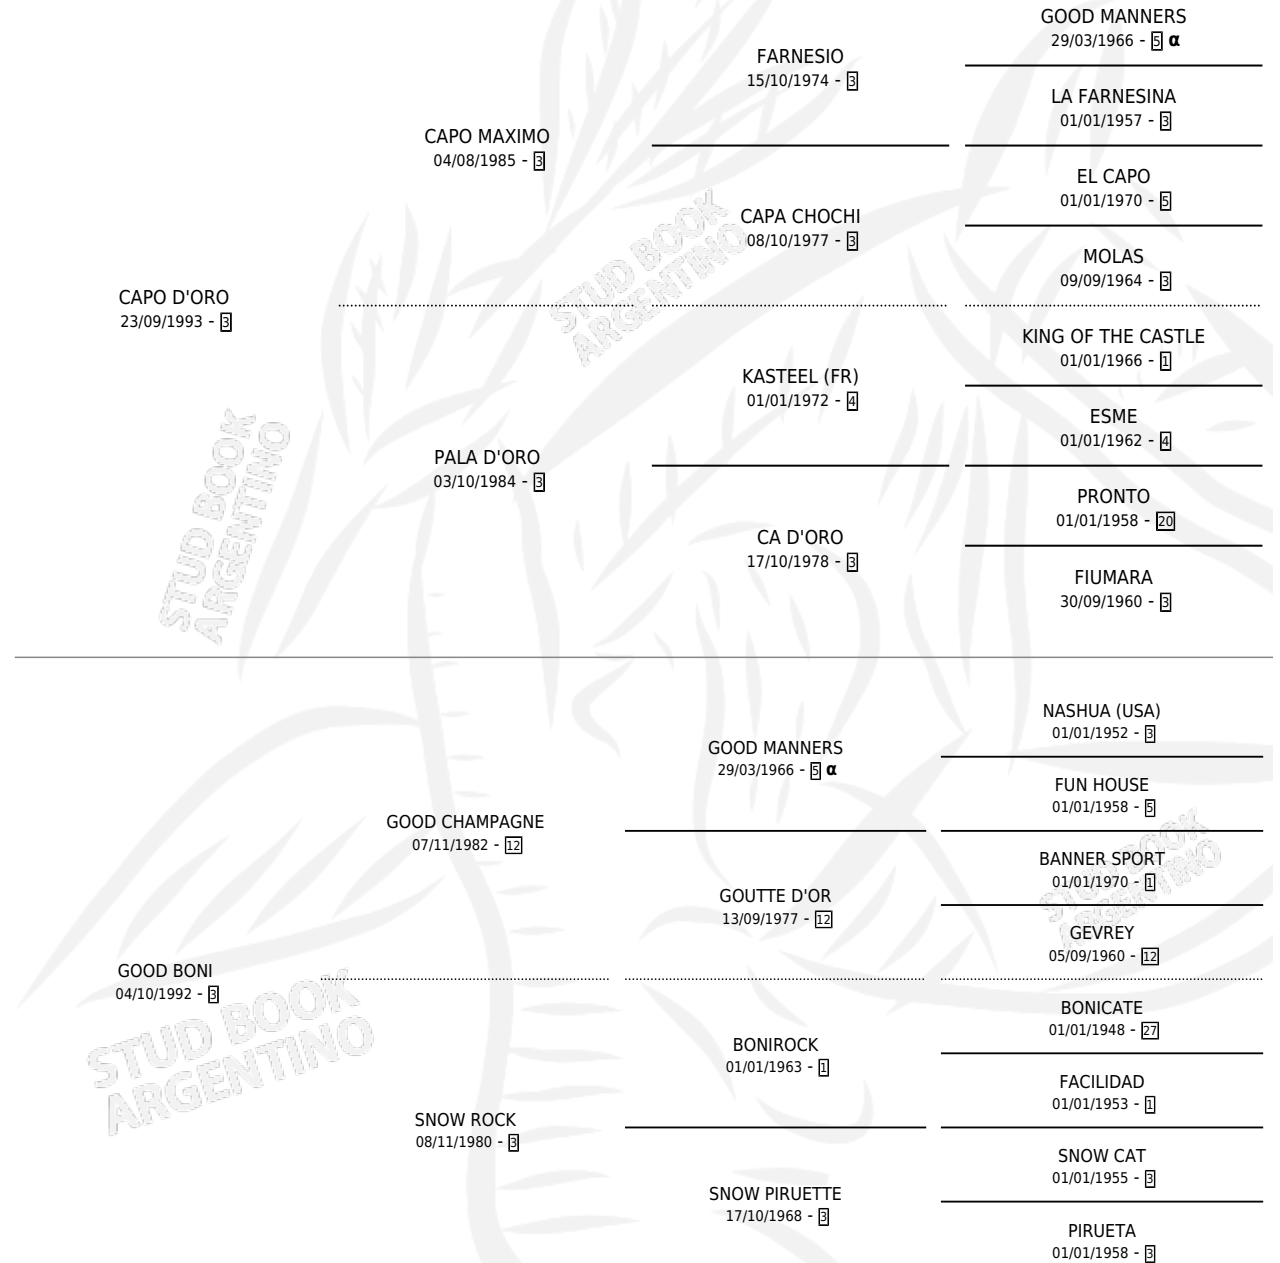 GOOD MANNERS
29/03/1966 - 5 α
FARNESIO
15/10/1974 - 3
LA FARNESINA
01/01/1957 - 3
CAPO MAXIMO
04/08/1985 - 3
EL CAPO
01/01/1970 - 5
CAPA CHOCHI
08/10/1977 - 3
MOLAS
09/09/1964 - 3
CAPO D'ORO
23/09/1993 - 3
KING OF THE CASTLE
01/01/1966 - 1
KASTEEL (FR)
01/01/1972 - 4
ESME
01/01/1962 - 4
PALA D'ORO
03/10/1984 - 3
PRONTO
01/01/1958 - 20
CA D'ORO
17/10/1978 - 3
FIUMARA
30/09/1960 - 3
NASHUA (USA)
01/01/1952 - 3
GOOD MANNERS
29/03/1966 - 5 α
FUN HOUSE
01/01/1958 - 5
GOOD CHAMPAGNE
07/11/1982 - 12
BANNER SPORT
01/01/1970 - 1
GOUTTE D'OR
13/09/1977 - 12
GEVREY
05/09/1960 - 12
GOOD BONI
04/10/1992 - 3
BONICATE
01/01/1948 - 27
BONIROCK
01/01/1963 - 1
FACILIDAD
01/01/1953 - 1
SNOW ROCK
08/11/1980 - 3
SNOW CAT
01/01/1955 - 3
SNOW PIRUETTE
17/10/1968 - 3
PIRUETA
01/01/1958 - 3
STUD BOOK
ARGENTINO
STUD BOOK
ARGENTINO
STUD BOOK
ARGENTINO
STUD BOOK
ARGENTINO